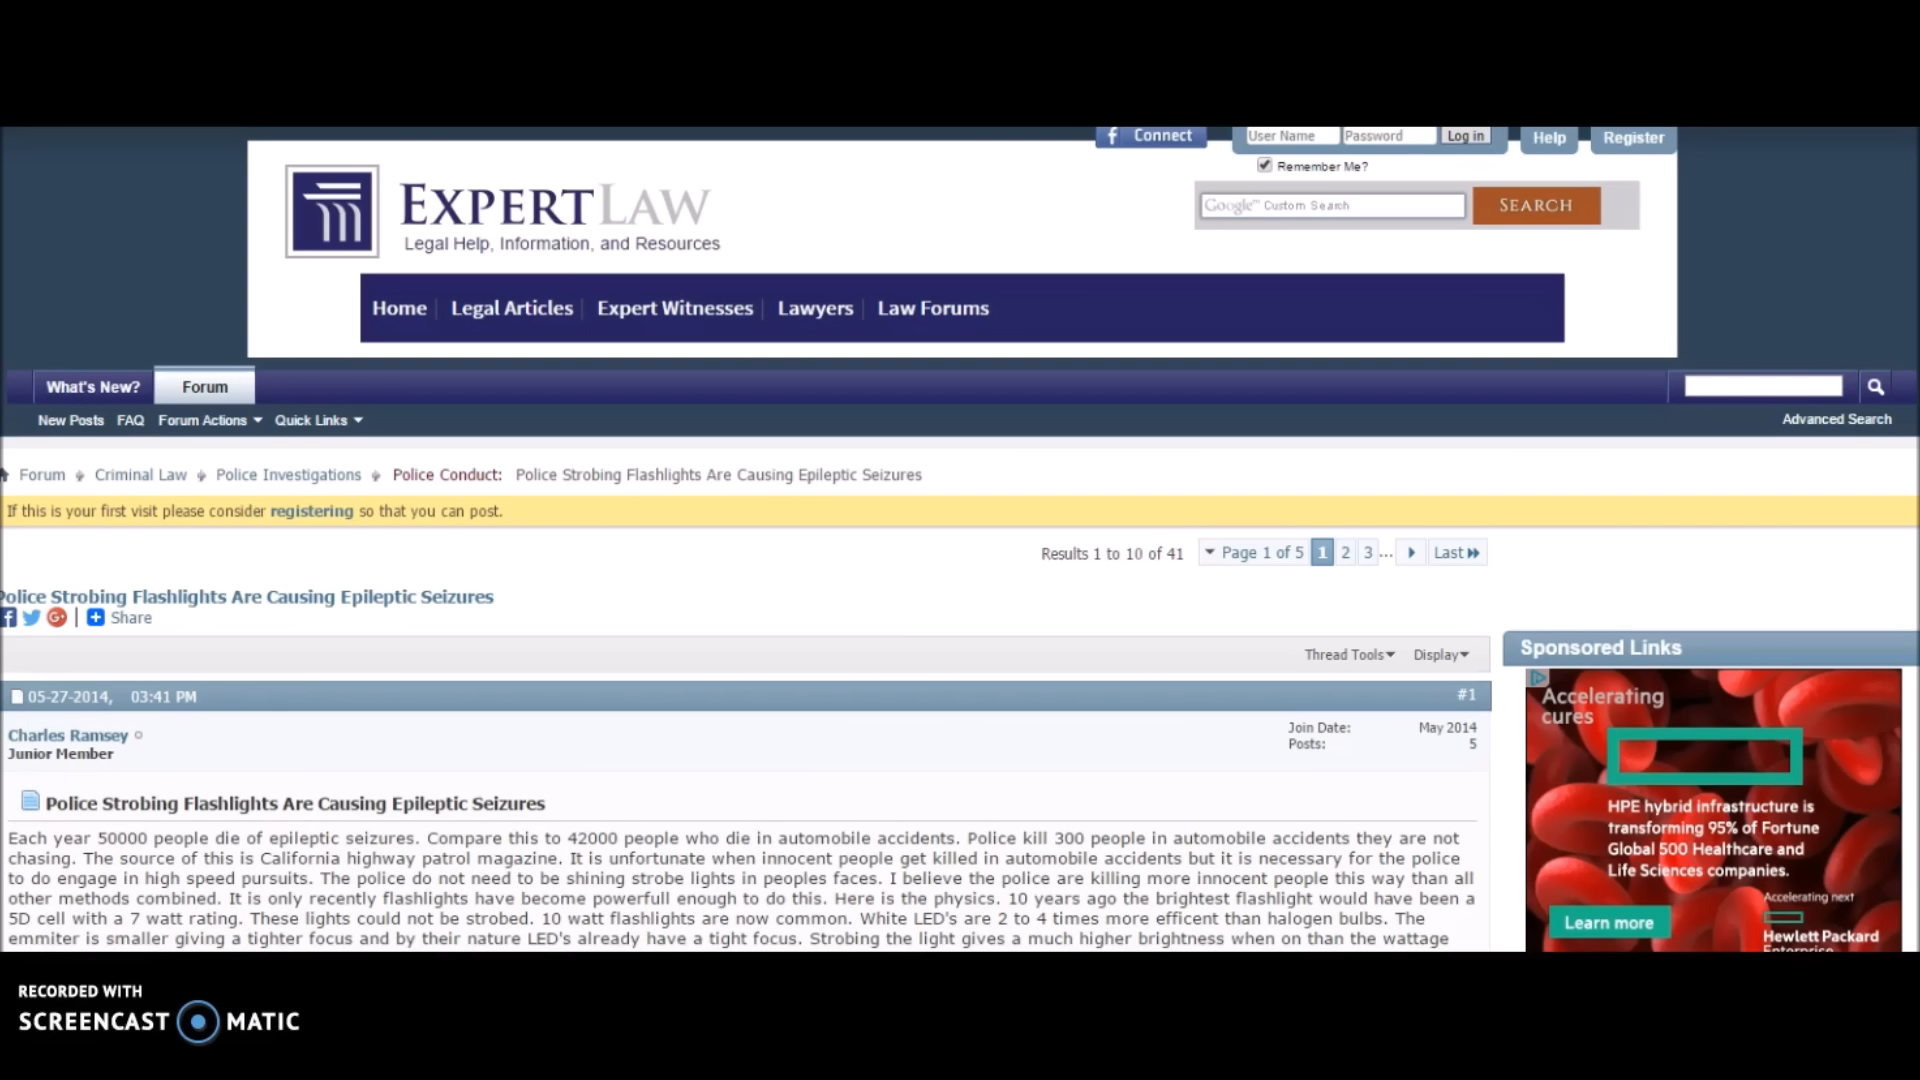 f Connect
User Name Password Log in Help Register
Remember Me?
EXPERTLAW
Legal Help, Information, and Resources
Google™ Custom Search SEARCH
Home Legal Articles Expert Witnesses Lawyers Law Forums
What's New? Forum
New Posts FAQ Forum Actions Quick Links Advanced Search
Forum Criminal Law Police Investigations Police Conduct: Police Strobing Flashlights Are Causing Epileptic Seizures
If this is your first visit please consider registering so that you can post.
Results 1 to 10 of 41 Page 1 of 5 1 2 3 ... Last
Police Strobing Flashlights Are Causing Epileptic Seizures
f G+ | + Share
Thread Tools Display
Sponsored Links
05-27-2014, 03:41 PM #1
Charles Ramsey
Junior Member
Join Date: May 2014
Posts: 5
Police Strobing Flashlights Are Causing Epileptic Seizures
Each year 50000 people die of epileptic seizures. Compare this to 42000 people who die in automobile accidents. Police kill 300 people in automobile accidents they are not
chasing. The source of this is California highway patrol magazine. It is unfortunate when innocent people get killed in automobile accidents but it is necessary for the police
to do engage in high speed pursuits. The police do not need to be shining strobe lights in peoples faces. I believe the police are killing more innocent people this way than all
other methods combined. It is only recently flashlights have become powerfull enough to do this. Here is the physics. 10 years ago the brightest flashlight would have been a
5D cell with a 7 watt rating. These lights could not be strobed. 10 watt flashlights are now common. White LED's are 2 to 4 times more efficent than halogen bulbs. The
emmiter is smaller giving a tighter focus and by their nature LED's already have a tight focus. Strobing the light gives a much higher brightness when on than the wattage
Accelerating
cures
HPE hybrid infrastructure is
transforming 95% of Fortune
Global 500 Healthcare and
Life Sciences companies.
Accelerating next
Learn more
Hewlett Packard
Enterprise
RECORDED WITH
SCREENCAST MATIC